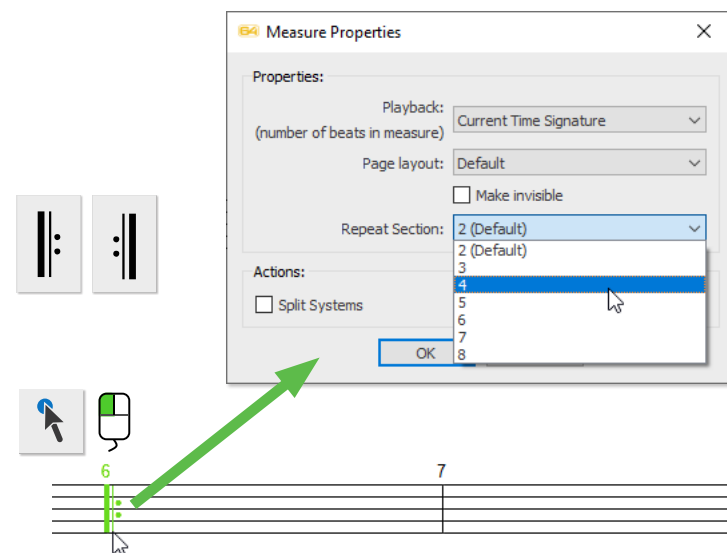 64 Measure Properties
Properties:
Playback:
(number of beats in measure)
Current Time Signature
Page layout: Default
Make invisible
Repeat Section: 2 (Default)
2 (Default)
3
4
5
6
7
8
Actions:
Split Systems
OK
6
7